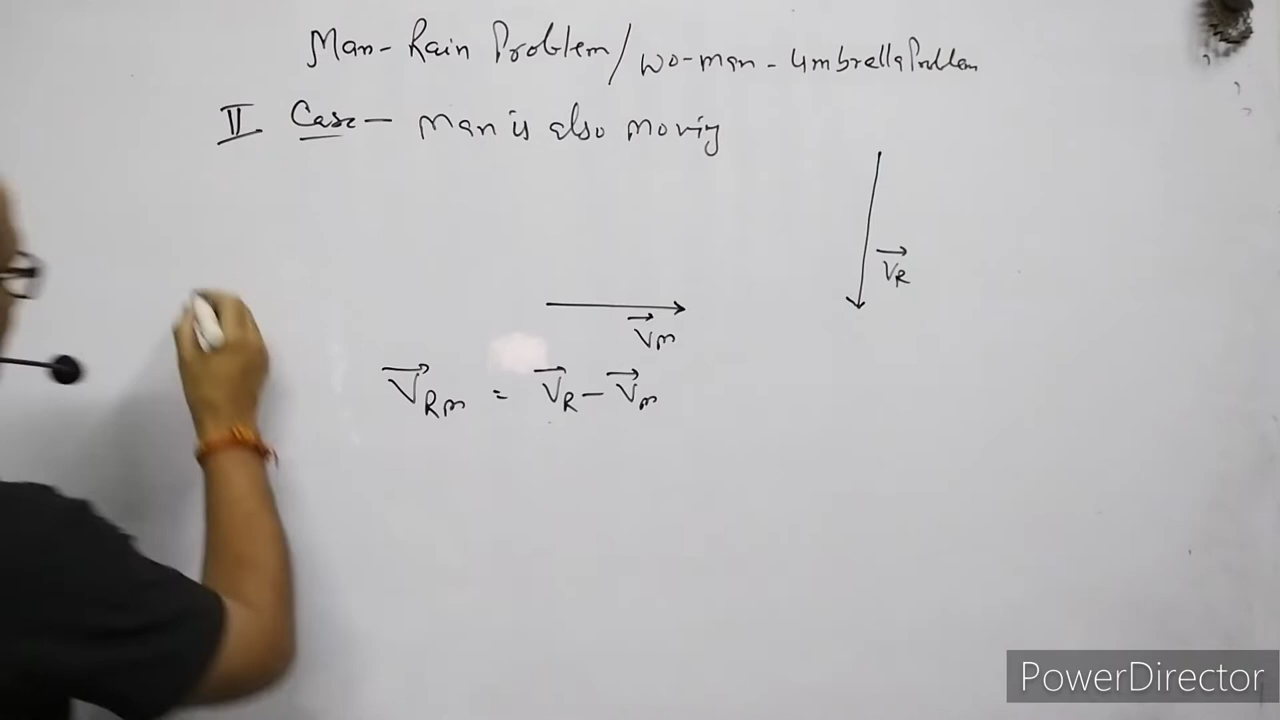 Man-Rain Problem/Wo-man-Umbrella Problem
II Case - Man is also moving
V⃗R
V⃗m
V⃗Rm = V⃗R - V⃗m
PowerDirector